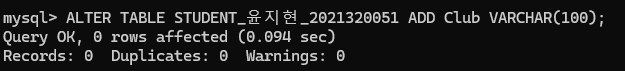 mysql> ALTER TABLE STUDENT_윤지현_2021320051 ADD Club VARCHAR(100);
Query OK, 0 rows affected (0.094 sec)
Records: 0  Duplicates: 0  Warnings: 0